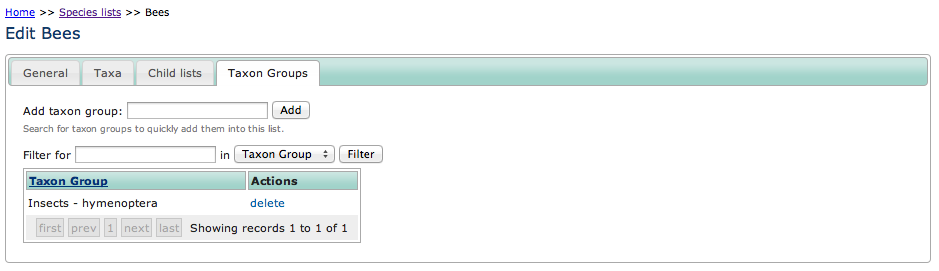 Home >> Species lists >> Bees
Edit Bees
General Taxa Child lists Taxon Groups
Add taxon group: Add
Search for taxon groups to quickly add them into this list.
Filter for in Taxon Group Filter
Taxon Group Actions
Insects - hymenoptera delete
first prev 1 next last Showing records 1 to 1 of 1